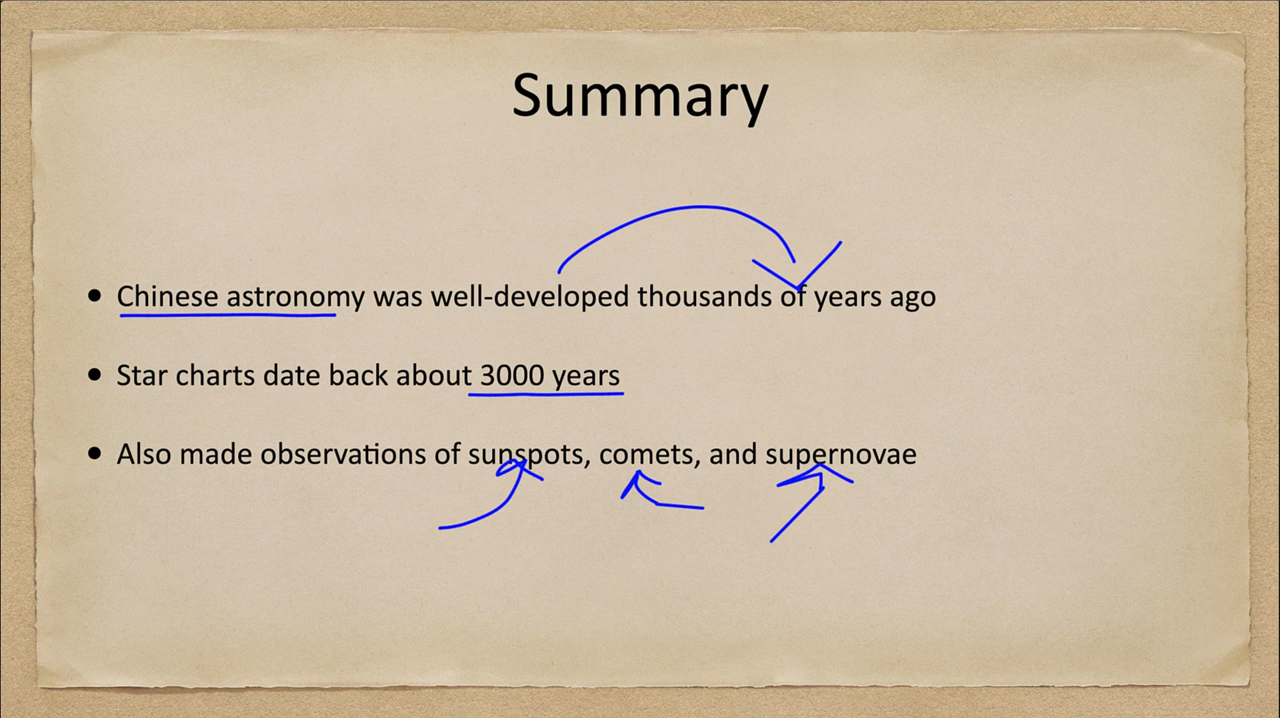 Summary
• Chinese astronomy was well-developed thousands of years ago
• Star charts date back about 3000 years
• Also made observations of sunspots, comets, and supernovae